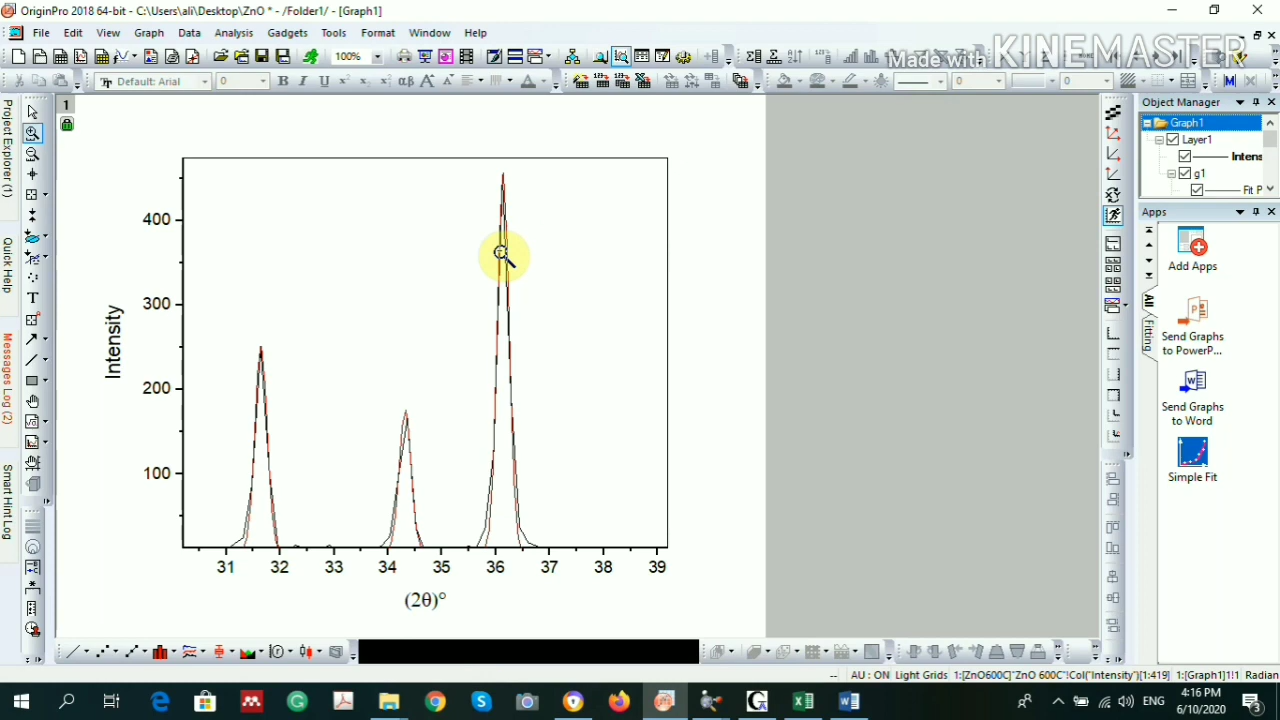 OriginPro 2018 64-bit - C:\Users\ali\Desktop\ZnO * - /Folder1/ - [Graph1]
File Edit View Graph Data Analysis Gadgets Tools Format Window Help
100%
Made with KINEMASTER
Default: Arial 0 B I U 0 0
Project Explorer (1)
Quick Help
Messages Log (2)
Smart Hint Log
1
Intensity
400
300
200
100
31 32 33 34 35 36 37 38 39
(2θ)°
Object Manager
Graph1
Layer1
Intens
g1
Fit P
Apps
All
Fitting
Add Apps
Send Graphs
to PowerP...
Send Graphs
to Word
Simple Fit
-- AU : ON Light Grids 1:[ZnO600C]"ZnO 600C"!Col("Intensity")[1:419] 1:[Graph1]1!1 Radian
ENG
4:16 PM
6/10/2020
3